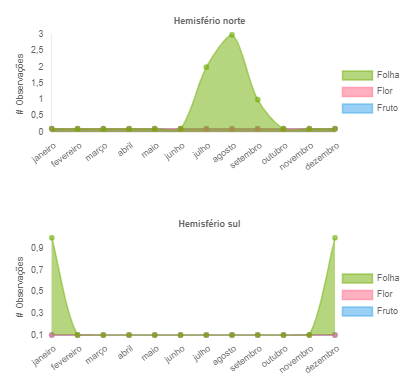 Hemisfério norte
# Observações
3
2,5
2
1,5
1
0,5
0
janeiro
fevereiro
março
abril
maio
junho
julho
agosto
setembro
outubro
novembro
dezembro
Folha
Flor
Fruto
Hemisfério sul
# Observações
0,9
0,7
0,5
0,3
0,1
janeiro
fevereiro
março
abril
maio
junho
julho
agosto
setembro
outubro
novembro
dezembro
Folha
Flor
Fruto